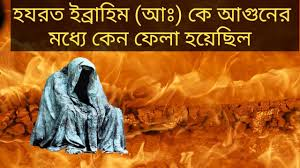 হযরত ইব্রাহিম (আঃ) কে আগুনের
মধ্যে কেন ফেলা হয়েছিল